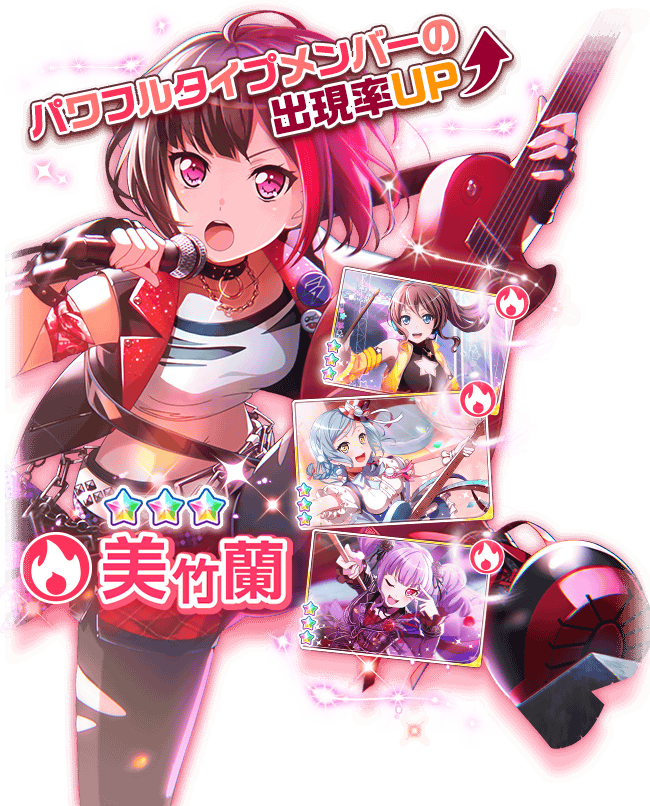 パワフルタイプメンバーの
出現率UP
美竹蘭